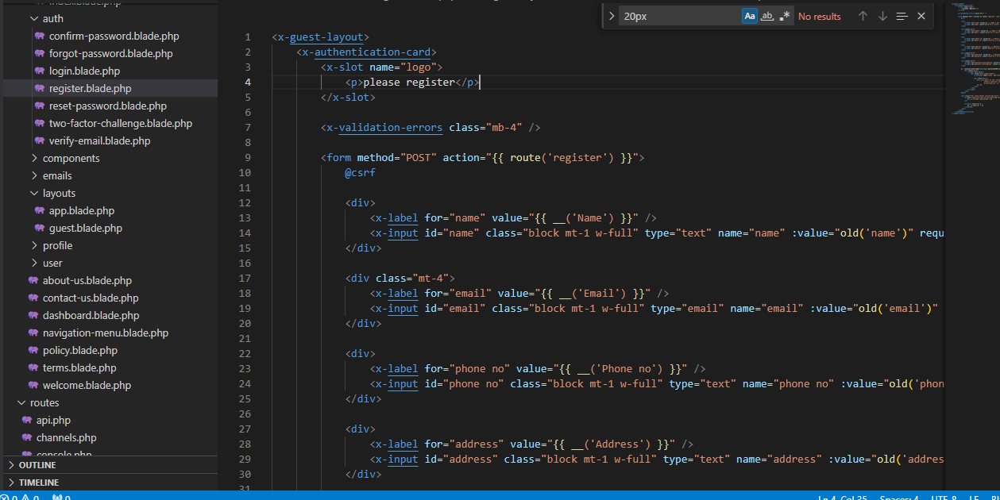 auth
confirm-password.blade.php
forgot-password.blade.php
login.blade.php
register.blade.php
reset-password.blade.php
two-factor-challenge.blade.php
verify-email.blade.php
components
emails
layouts
app.blade.php
guest.blade.php
profile
user
about-us.blade.php
contact-us.blade.php
dashboard.blade.php
navigation-menu.blade.php
policy.blade.php
terms.blade.php
welcome.blade.php
routes
api.php
channels.php
console.php
OUTLINE
TIMELINE
20px Aa ab .* No results
1 <x-guest-layout>
2 <x-authentication-card>
3 <x-slot name="logo">
4 <p>please register</p>
5 </x-slot>
6
7 <x-validation-errors class="mb-4" />
8
9 <form method="POST" action="{{ route('register') }}">
10 @csrf
11
12 <div>
13 <x-label for="name" value="{{ __('Name') }}" />
14 <x-input id="name" class="block mt-1 w-full" type="text" name="name" :value="old('name')" requ
15 </div>
16
17 <div class="mt-4">
18 <x-label for="email" value="{{ __('Email') }}" />
19 <x-input id="email" class="block mt-1 w-full" type="email" name="email" :value="old('email')"
20 </div>
21
22 <div>
23 <x-label for="phone no" value="{{ __('Phone no') }}" />
24 <x-input id="phone no" class="block mt-1 w-full" type="text" name="phone no" :value="old('phon
25 </div>
26
27 <div>
28 <x-label for="address" value="{{ __('Address') }}" />
29 <x-input id="address" class="block mt-1 w-full" type="text" name="address" :value="old('addres
30 </div>
31
0 0 0 Ln 4, Col 35 Spaces: 4 UTF-8 LF